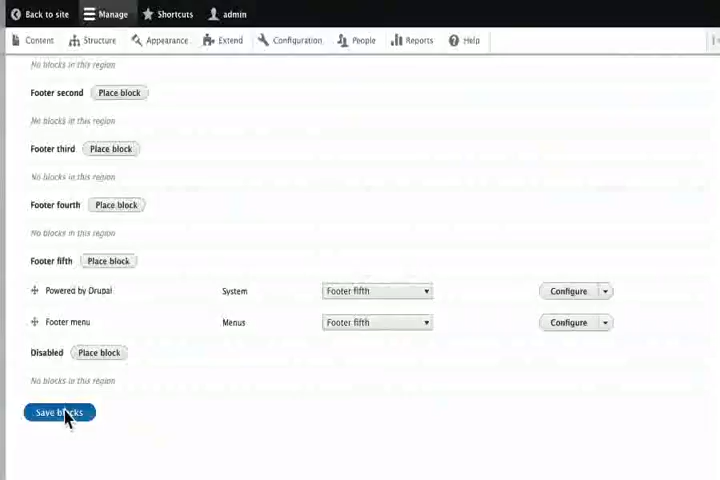 Back to site Manage Shortcuts admin
Content Structure Appearance Extend Configuration People Reports Help
No blocks in this region
Footer second Place block
No blocks in this region
Footer third Place block
No blocks in this region
Footer fourth Place block
No blocks in this region
Footer fifth Place block
Powered by Drupal System Footer fifth Configure
Footer menu Menus Footer fifth Configure
Disabled Place block
No blocks in this region
Save blocks